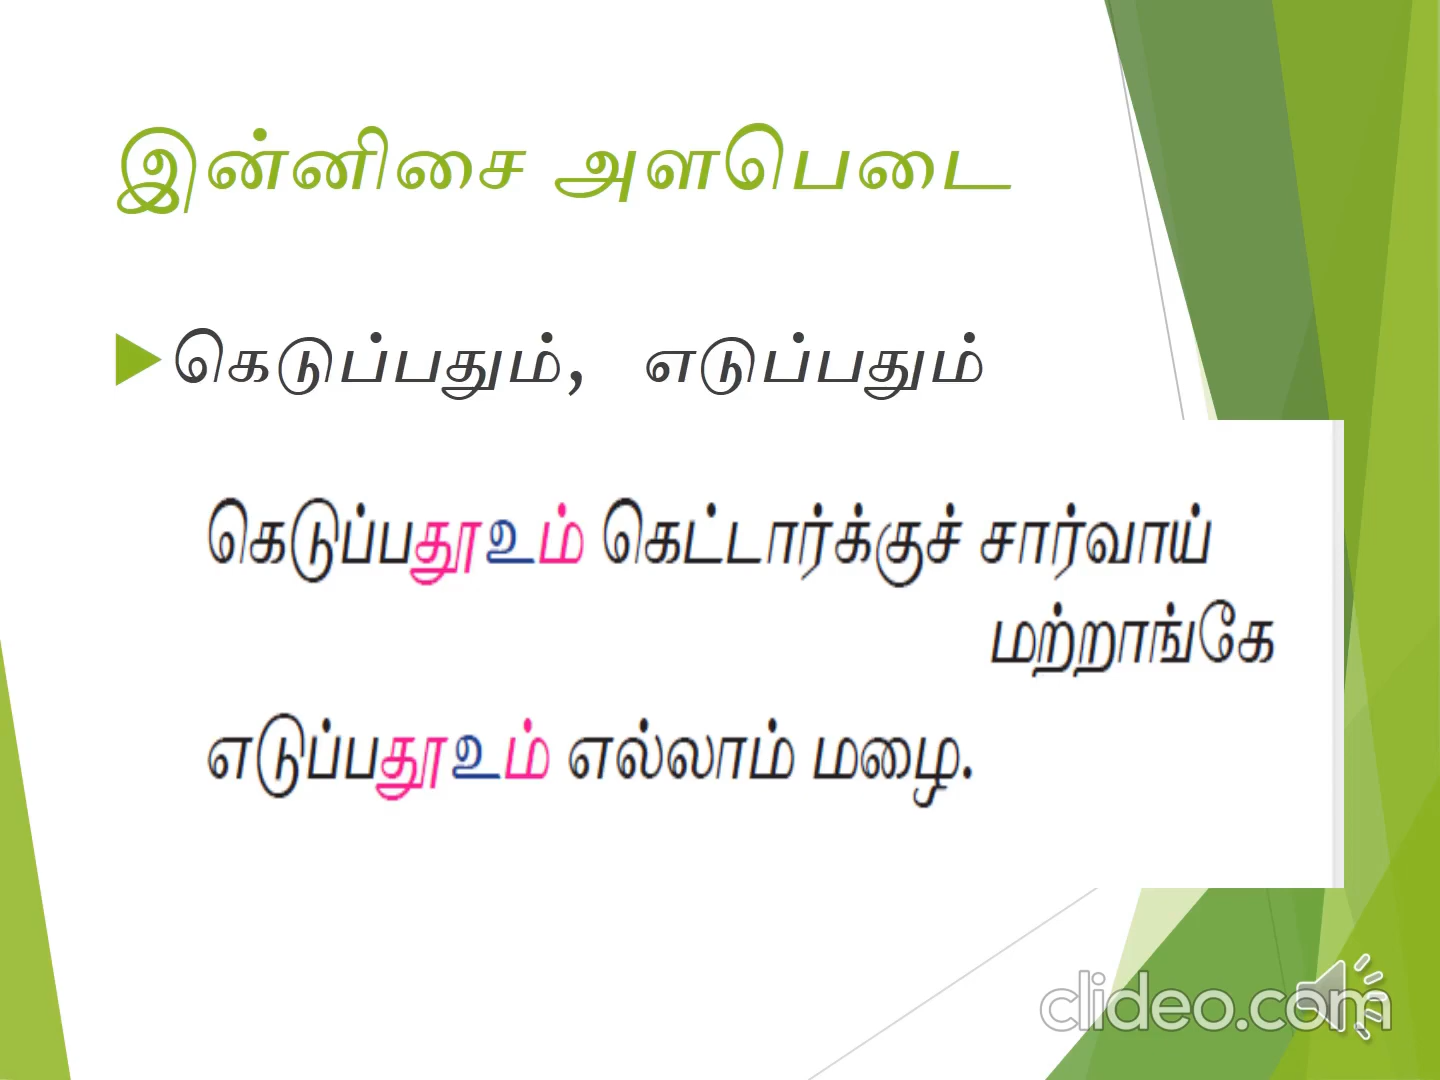 இன்னிசை அளபெடை
கெடுப்பதும், எடுப்பதும்
கெடுப்பதூஉம் கெட்டார்க்குச் சார்வாய்
மற்றாங்கே
எடுப்பதூஉம் எல்லாம் மழை.
clideo.com